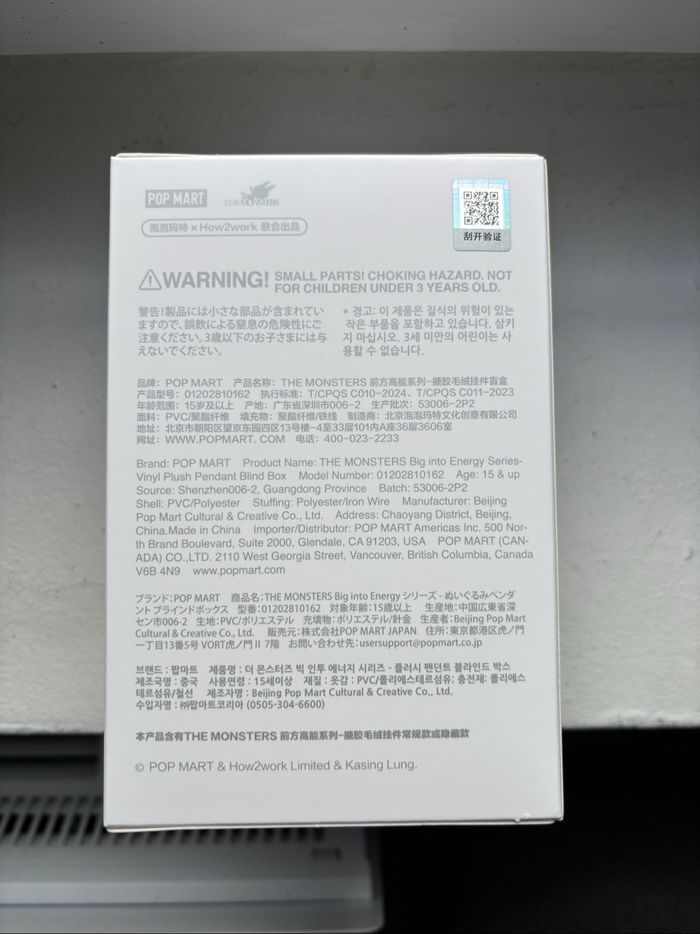 POP MART THE MONSTERS
泡泡玛特 × How2work 联合出品
刮开验证
WARNING! SMALL PARTS! CHOKING HAZARD. NOT
FOR CHILDREN UNDER 3 YEARS OLD.
警告!製品には小さな部品が含まれてい
ますので、誤飲による窒息の危険性にご
注意ください。3歳以下のお子さまには与
えないでください。
• 경고: 이 제품은 질식의 위험이 있는
작은 부품을 포함하고 있습니다. 삼키
지 마십시오. 3세 미만의 어린이는 사
용할 수 없습니다.
品牌: POP MART 产品名称: THE MONSTERS 前方高能系列-搪胶毛绒挂件盲盒
产品型号: 01202810162 执行标准: T/CPQS C010-2024、T/CPQS C011-2023
年龄范围: 15岁及以上 产地: 广东省深圳市006-2 生产批次: 53006-2P2
面料: PVC/聚酯纤维 填充物: 聚酯纤维/铁线 制造商: 北京泡泡玛特文化创意有限公司
地址: 北京市朝阳区望京东园四区13号楼-4至33层101内A座36层3606室
网址: WWW.POPMART.COM 电话: 400-023-2233
Brand: POP MART Product Name: THE MONSTERS Big into Energy Series-
Vinyl Plush Pendant Blind Box Model Number: 01202810162 Age: 15 & up
Source: Shenzhen006-2, Guangdong Province Batch: 53006-2P2
Shell: PVC/Polyester Stuffing: Polyester/Iron Wire Manufacturer: Beijing
Pop Mart Cultural & Creative Co., Ltd. Address: Chaoyang District, Beijing,
China.Made in China Importer/Distributor: POP MART Americas Inc. 500 Nor-
th Brand Boulevard, Suite 2000, Glendale, CA 91203, USA POP MART (CAN-
ADA) CO.,LTD. 2110 West Georgia Street, Vancouver, British Columbia, Canada
V6B 4N9 www.popmart.com
ブランド:POP MART 商品名:THE MONSTERS Big into Energy シリーズ - ぬいぐるみペンダ
ント ブラインドボックス 型番:01202810162 対象年齢:15歳以上 生産地:中国広東省深
セン市006-2 生地:PVC/ポリエステル 充填物:ポリエステル/針金 生産者:Beijing Pop Mart
Cultural & Creative Co., Ltd. 販売元:株式会社POP MART JAPAN 住所:東京都港区虎ノ門
一丁目13番5号 VORT虎ノ門Ⅱ 7階 お問い合わせ先:usersupport@popmart.co.jp
브랜드 : 팝마트 제품명 : 더 몬스터즈 빅 인투 에너지 시리즈 - 플러시 펜던트 블라인드 박스
제조국명 : 중국 사용연령 : 15세이상 재질 : 옷감 : PVC/폴리에스테르섬유: 충전재: 폴리에스
테르섬유/철선 제조자명 : Beijing Pop Mart Cultural & Creative Co., Ltd.
수입자명 : ㈜팝마트코리아 (0505-304-6600)
本产品含有THE MONSTERS 前方高能系列-搪胶毛绒挂件常规款或隐藏款
© POP MART & How2work Limited & Kasing Lung.